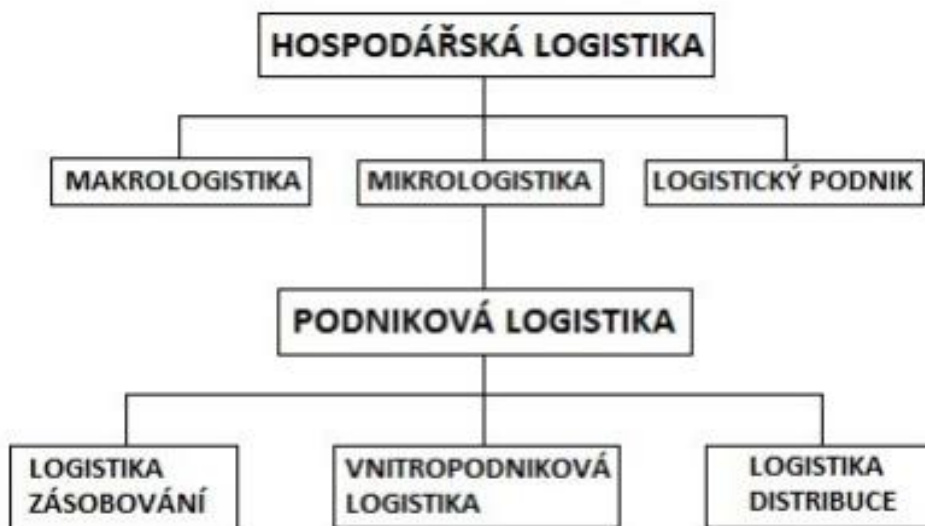 HOSPODÁŘSKÁ LOGISTIKA
MAKROLOGISTIKA
MIKROLOGISTIKA
LOGISTICKÝ PODNIK
PODNIKOVÁ LOGISTIKA
LOGISTIKA
ZÁSOBOVÁNÍ
VNITROPODNIKOVÁ
LOGISTIKA
LOGISTIKA
DISTRIBUCE